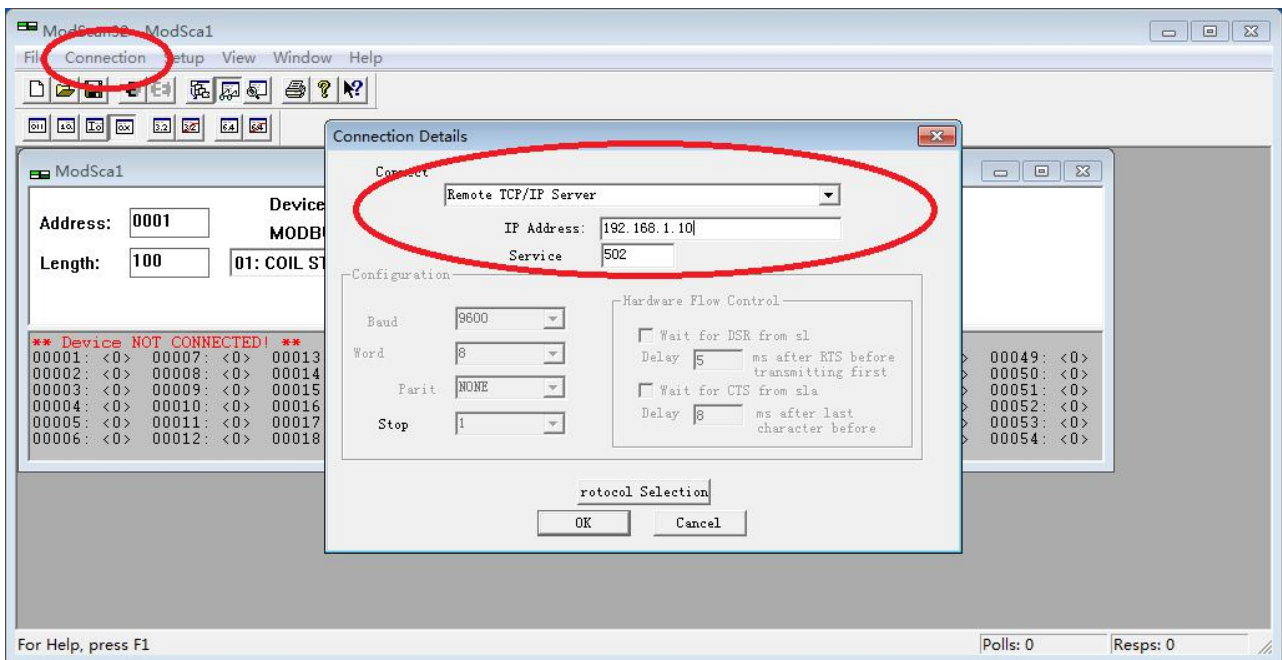 ModScan32 - ModSca1
File Connection Setup View Window Help
ModSca1
Address: 0001
Device
MODBU
Length: 100
01: COIL ST
** Device NOT CONNECTED! **
00001: <0> 00007: <0> 00013
00002: <0> 00008: <0> 00014
00003: <0> 00009: <0> 00015
00004: <0> 00010: <0> 00016
00005: <0> 00011: <0> 00017
00006: <0> 00012: <0> 00018
00049: <0>
00050: <0>
00051: <0>
00052: <0>
00053: <0>
00054: <0>
Connection Details
Connect
Remote TCP/IP Server
IP Address: 192.168.1.10
Service 502
Configuration
Baud 9600
Word 8
Parit NONE
Stop 1
Hardware Flow Control
Wait for DSR from sl
Delay 5 ms after RTS before
transmitting first
Wait for CTS from sla
Delay 8 ms after last
character before
rotocol Selection
OK Cancel
For Help, press F1
Polls: 0 Resps: 0